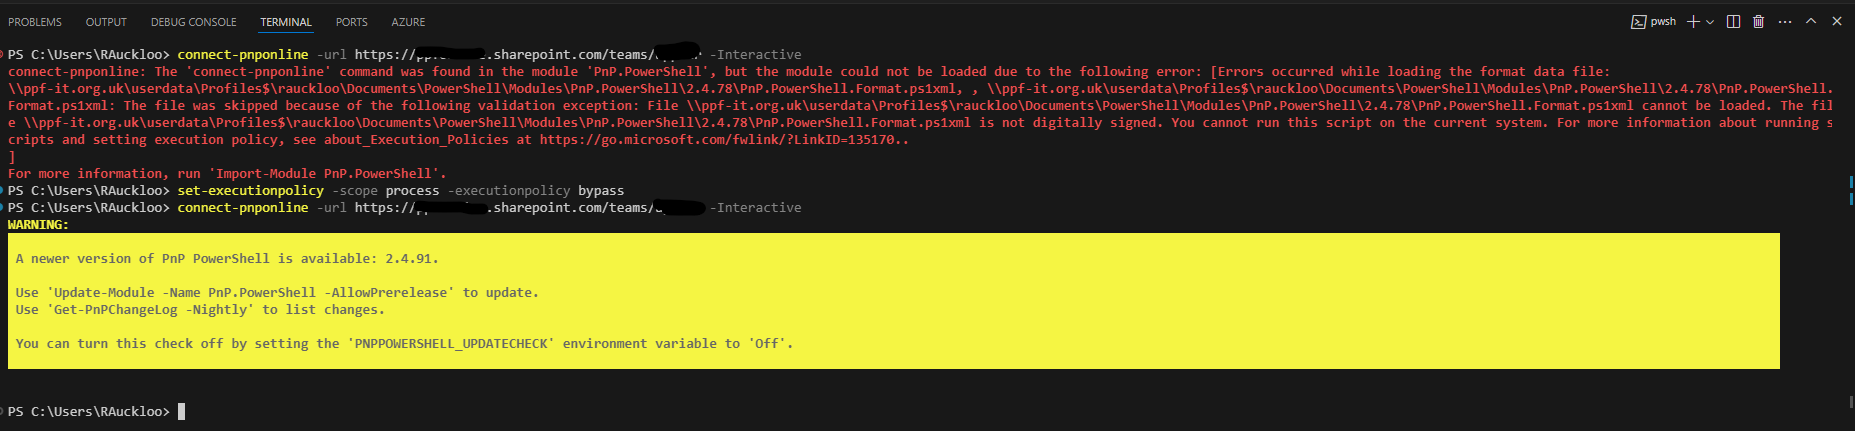 PROBLEMS OUTPUT DEBUG CONSOLE TERMINAL PORTS AZURE pwsh
PS C:\Users\RAuckloo> connect-pnponline -url https:// .sharepoint.com/teams/ -Interactive
connect-pnponline: The 'connect-pnponline' command was found in the module 'PnP.PowerShell', but the module could not be loaded due to the following error: [Errors occurred while loading the format data file:
\\ppf-it.org.uk\userdata\Profiles$\rauckloo\Documents\PowerShell\Modules\PnP.PowerShell\2.4.78\PnP.PowerShell.Format.ps1xml, , \\ppf-it.org.uk\userdata\Profiles$\rauckloo\Documents\PowerShell\Modules\PnP.PowerShell\2.4.78\PnP.PowerShell.
Format.ps1xml: The file was skipped because of the following validation exception: File \\ppf-it.org.uk\userdata\Profiles$\rauckloo\Documents\PowerShell\Modules\PnP.PowerShell\2.4.78\PnP.PowerShell.Format.ps1xml cannot be loaded. The fil
e \\ppf-it.org.uk\userdata\Profiles$\rauckloo\Documents\PowerShell\Modules\PnP.PowerShell\2.4.78\PnP.PowerShell.Format.ps1xml is not digitally signed. You cannot run this script on the current system. For more information about running s
cripts and setting execution policy, see about_Execution_Policies at https://go.microsoft.com/fwlink/?LinkID=135170..
]
For more information, run 'Import-Module PnP.PowerShell'.
PS C:\Users\RAuckloo> set-executionpolicy -scope process -executionpolicy bypass
PS C:\Users\RAuckloo> connect-pnponline -url https:// .sharepoint.com/teams/ -Interactive
WARNING:
A newer version of PnP PowerShell is available: 2.4.91.
Use 'Update-Module -Name PnP.PowerShell -AllowPrerelease' to update.
Use 'Get-PnPChangeLog -Nightly' to list changes.
You can turn this check off by setting the 'PNPPOWERSHELL_UPDATECHECK' environment variable to 'Off'.
PS C:\Users\RAuckloo>